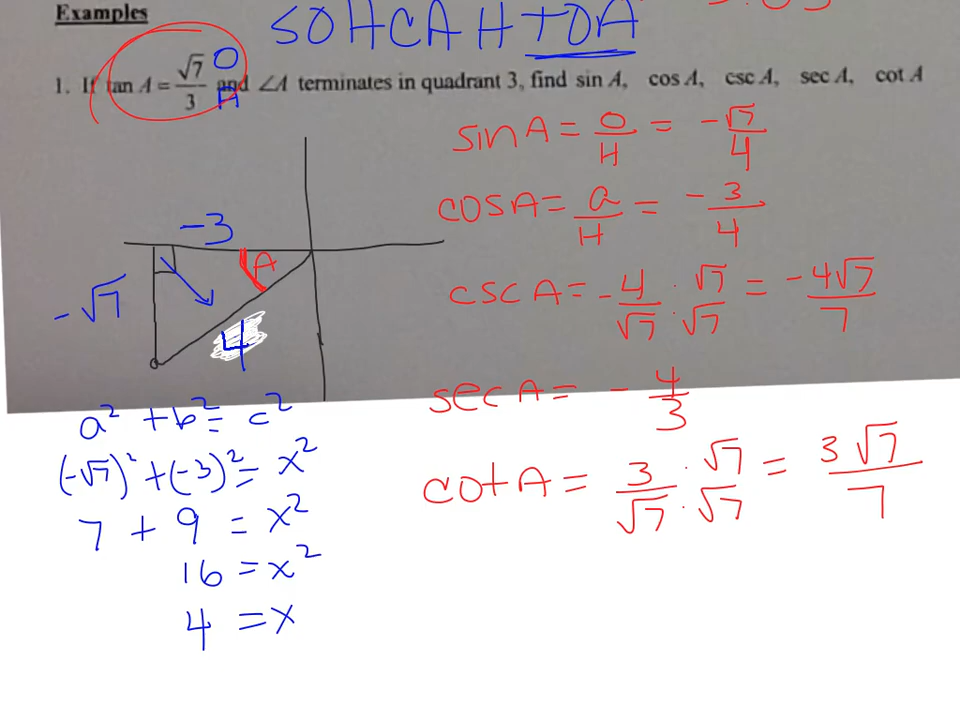 Examples
SOHCAHTOA
1. If tan A = √7/3 and ∠A terminates in quadrant 3, find sin A, cos A, csc A, sec A, cot A
O
A
sin A = O/H = -√7/4
-3
cos A = a/H = -3/4
A
-√7
csc A = -4/√7 · √7/√7 = -4√7/7
4
sec A = -4/3
a² + b² = c²
(-√7)² + (-3)² = x²
cot A = 3/√7 · √7/√7 = 3√7/7
7 + 9 = x²
16 = x²
4 = x